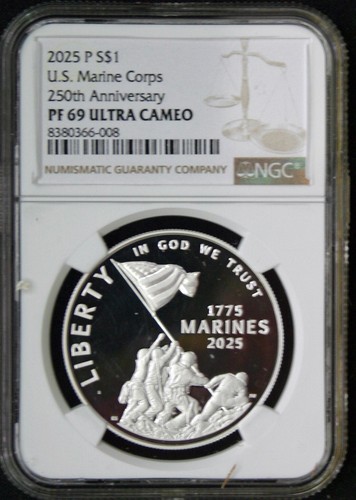 2025 P S$1
U.S. Marine Corps
250th Anniversary
PF 69 ULTRA CAMEO
8380366-008
NUMISMATIC GUARANTY COMPANY
NGC
IN GOD WE TRUST
LIBERTY
1775
MARINES
2025